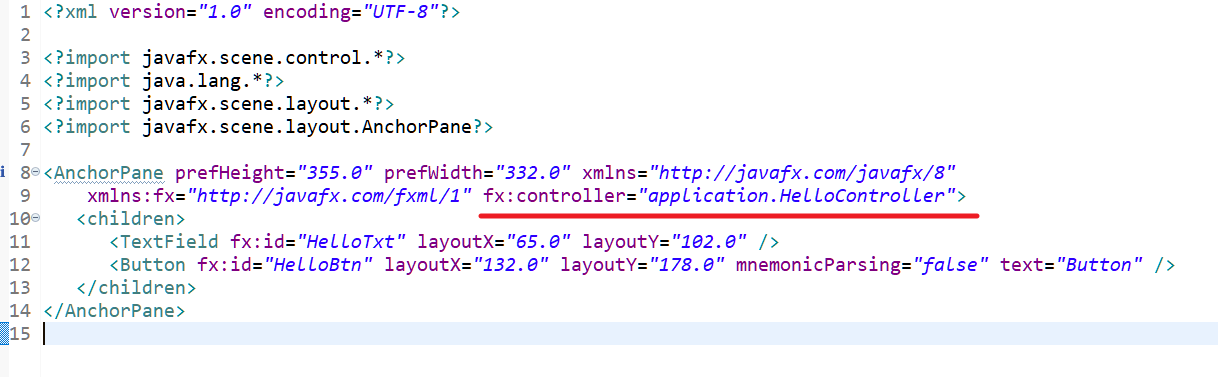 1 <?xml version="1.0" encoding="UTF-8"?>
2
3 <?import javafx.scene.control.*?>
4 <?import java.lang.*?>
5 <?import javafx.scene.layout.*?>
6 <?import javafx.scene.layout.AnchorPane?>
7
8 <AnchorPane prefHeight="355.0" prefWidth="332.0" xmlns="http://javafx.com/javafx/8"
9 xmlns:fx="http://javafx.com/fxml/1" fx:controller="application.HelloController">
10 <children>
11 <TextField fx:id="HelloTxt" layoutX="65.0" layoutY="102.0" />
12 <Button fx:id="HelloBtn" layoutX="132.0" layoutY="178.0" mnemonicParsing="false" text="Button" />
13 </children>
14 </AnchorPane>
15